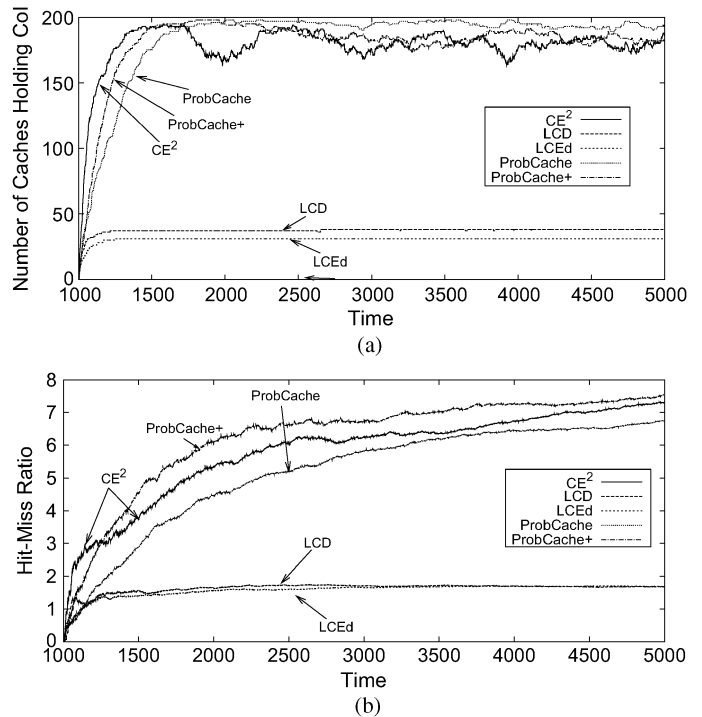 Number of Caches Holding Col
200
150
100
50
0
ProbCache
ProbCache+
CE2
LCD
LCEd
CE2
LCD
LCEd
ProbCache
ProbCache+
1000 1500 2000 2500 3000 3500 4000 4500 5000
Time
(a)
Hit-Miss Ratio
8
7
6
5
4
3
2
1
0
ProbCache
ProbCache+
CE2
LCD
LCEd
CE2
LCD
LCEd
ProbCache
ProbCache+
1000 1500 2000 2500 3000 3500 4000 4500 5000
Time
(b)